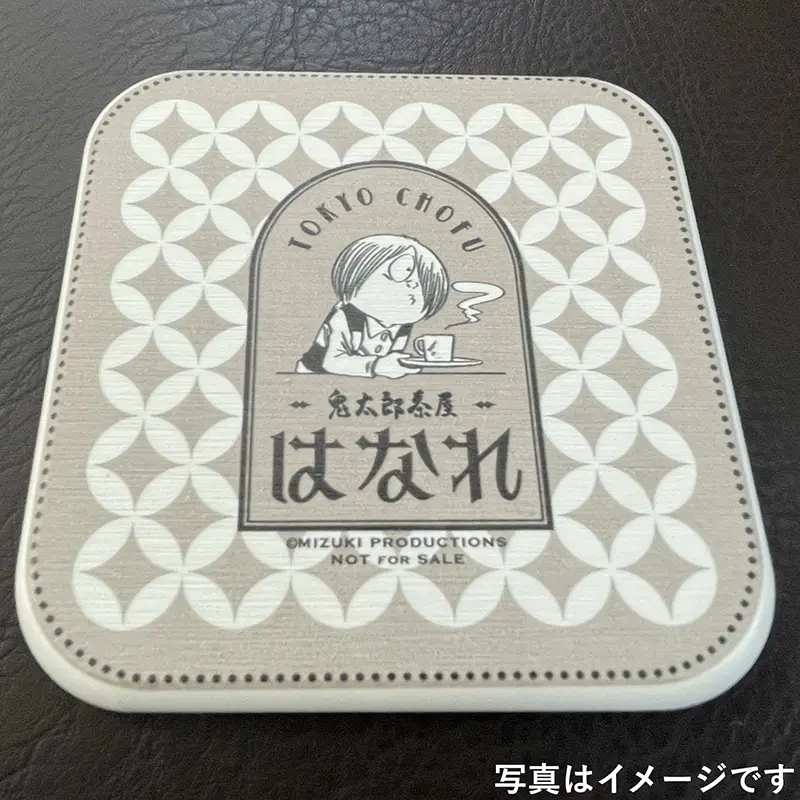 TOKYO CHOFU
鬼太郎茶屋
はなれ
©MIZUKI PRODUCTIONS
NOT FOR SALE
写真はイメージです